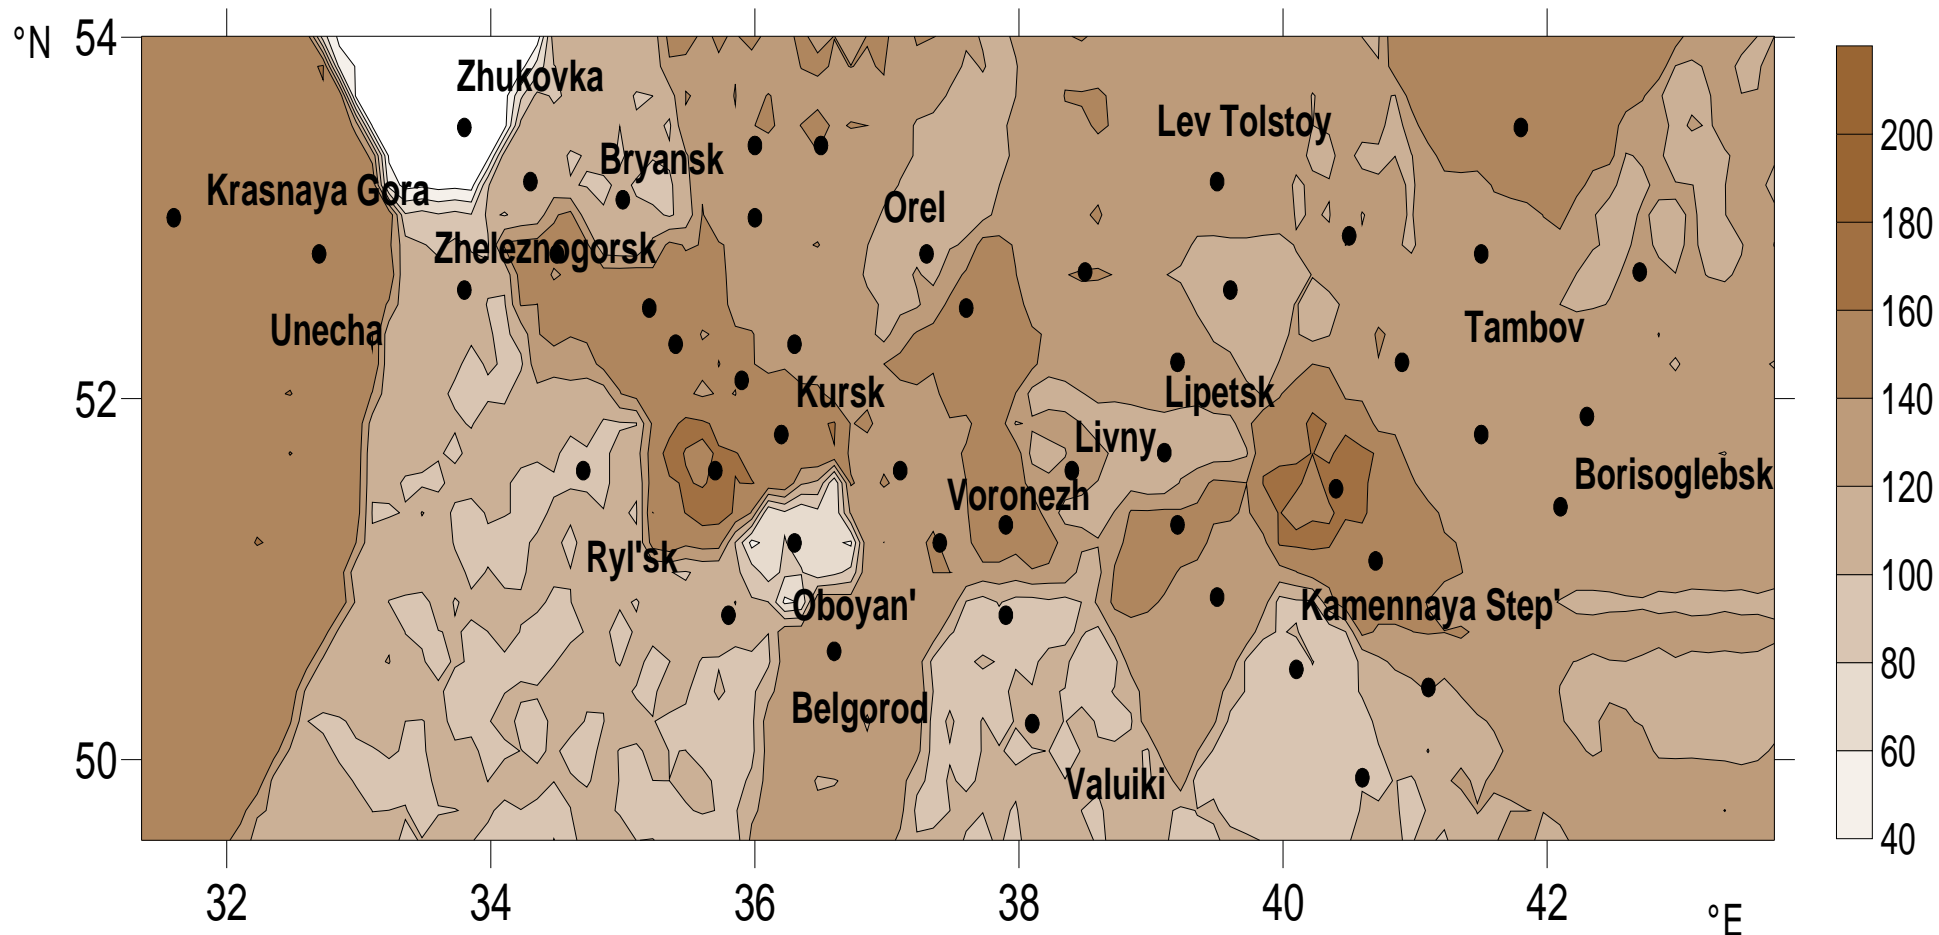 °N 54
Zhukovka
200
Lev Tolstoy
Bryansk
Krasnaya Gora
180
Orel
Zheleznogorsk
160
Unecha
Tambov
52
Kursk
Lipetsk
140
Livny
Borisoglebsk
120
Voronezh
Ryl'sk
100
Oboyan'
Kamennaya Step'
80
Belgorod
50
60
Valuiki
40
32 34 36 38 40 42 °E